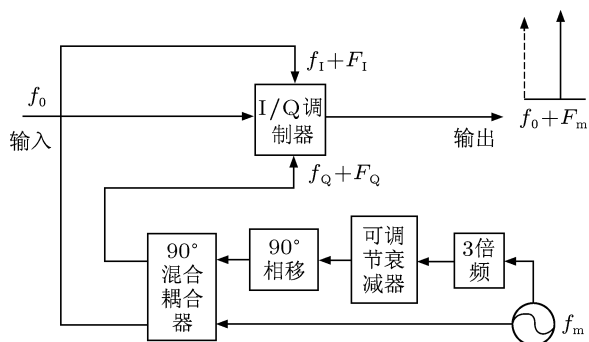 f_I+F_I
f_0
输入
I/Q调
制器
输出
f_0+F_m
f_Q+F_Q
90°
混合
耦合
器
90°
相移
可调
节衰
减器
3倍
频
f_m